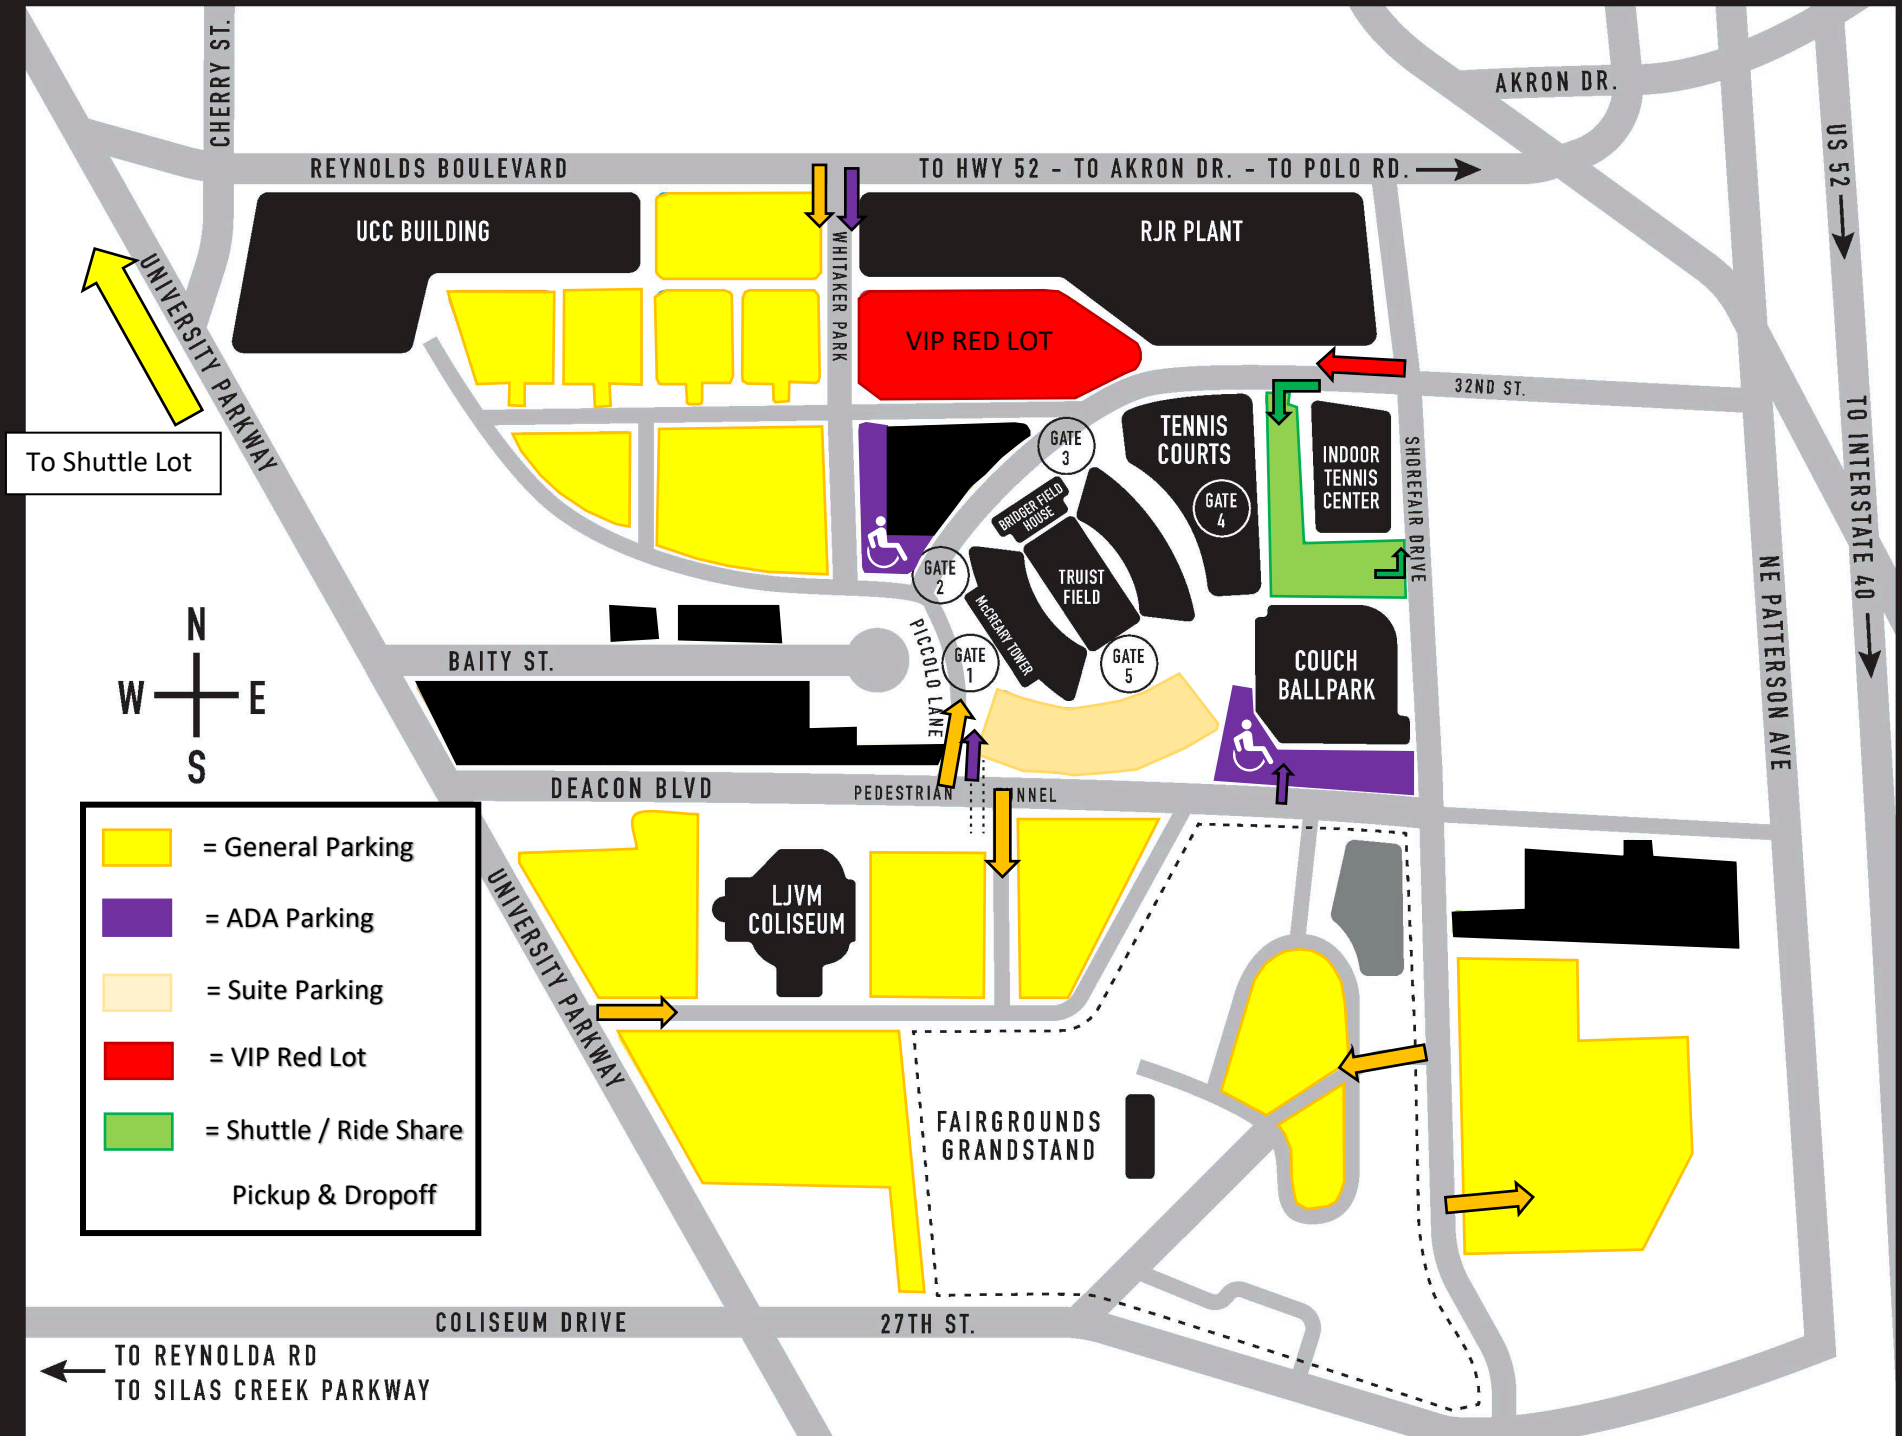 CHERRY ST.
AKRON DR.
US 52
REYNOLDS BOULEVARD
TO HWY 52 - TO AKRON DR. - TO POLO RD.
UCC BUILDING
RJR PLANT
WHITAKER PARK
UNIVERSITY PARKWAY
VIP RED LOT
32ND ST.
To Shuttle Lot
GATE
3
TENNIS
COURTS
GATE
4
INDOOR
TENNIS
CENTER
SHOREFAIR DRIVE
TO INTERSTATE 40
BRIDGER FIELD
HOUSE
GATE
2
TRUIST
FIELD
McCREARY TOWER
NE PATTERSON AVE
N
W
E
S
BAITY ST.
PICCOLO LANE
GATE
1
GATE
5
COUCH
BALLPARK
DEACON BLVD
PEDESTRIAN
NNEL
= General Parking
= ADA Parking
= Suite Parking
= VIP Red Lot
= Shuttle / Ride Share
Pickup & Dropoff
LJVM
COLISEUM
UNIVERSITY PARKWAY
FAIRGROUNDS
GRANDSTAND
COLISEUM DRIVE
27TH ST.
TO REYNOLDA RD
TO SILAS CREEK PARKWAY